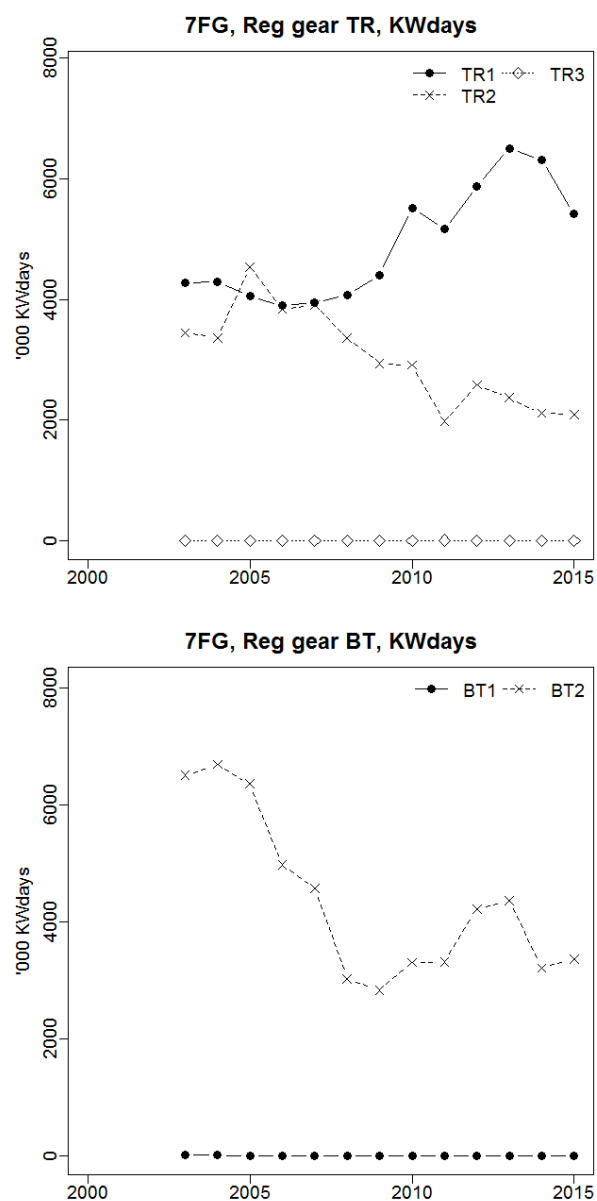 7FG, Reg gear TR, KWdays
TR1 TR3
TR2
'000 KWdays
8000
6000
4000
2000
0
2000 2005 2010 2015
7FG, Reg gear BT, KWdays
BT1 BT2
'000 KWdays
8000
6000
4000
2000
0
2000 2005 2010 2015